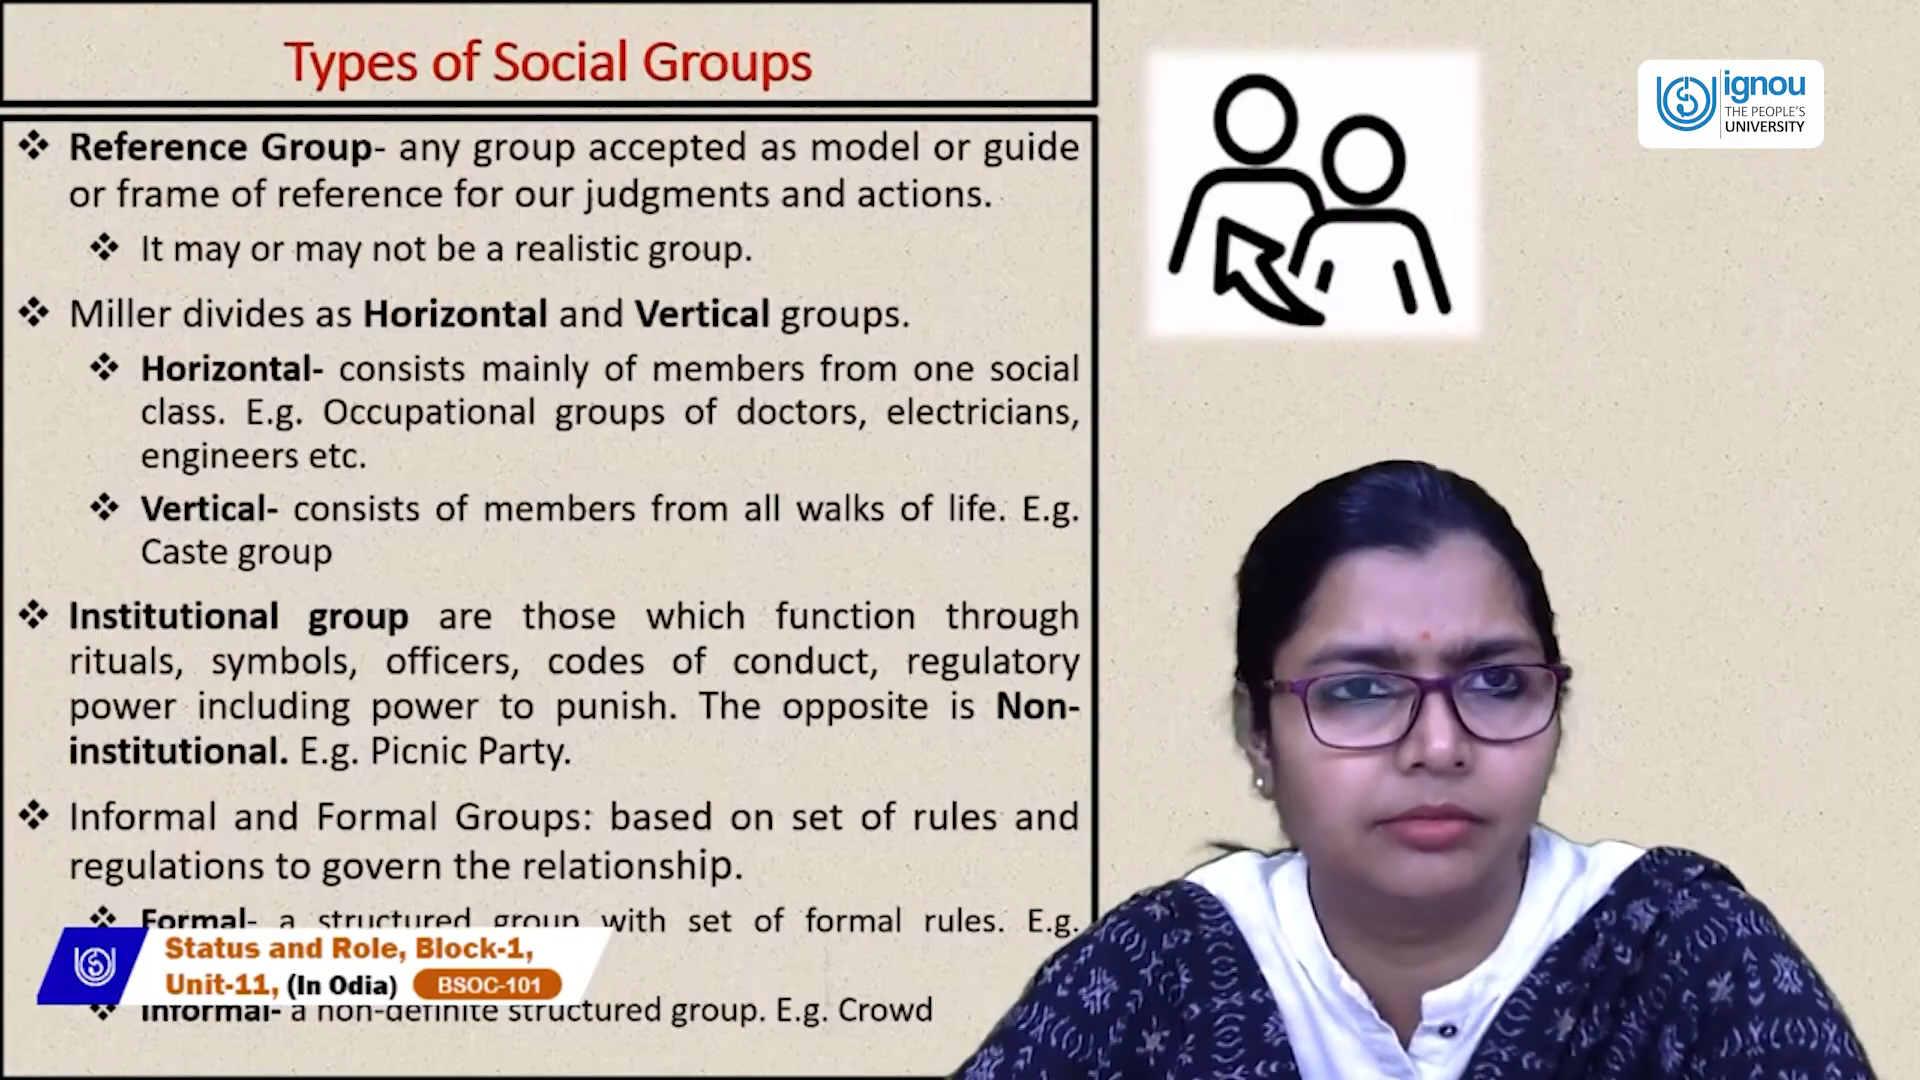 Types of Social Groups
❖ Reference Group- any group accepted as model or guide
or frame of reference for our judgments and actions.
❖ It may or may not be a realistic group.
❖ Miller divides as Horizontal and Vertical groups.
❖ Horizontal- consists mainly of members from one social
class. E.g. Occupational groups of doctors, electricians,
engineers etc.
❖ Vertical- consists of members from all walks of life. E.g.
Caste group
❖ Institutional group are those which function through
rituals, symbols, officers, codes of conduct, regulatory
power including power to punish. The opposite is Non-
institutional. E.g. Picnic Party.
❖ Informal and Formal Groups: based on set of rules and
regulations to govern the relationship.
❖ Formal- a structured group with set of formal rules. E.g.
❖ Informal- a non-definite structured group. E.g. Crowd
Status and Role, Block-1,
Unit-11, (In Odia) BSOC-101
ignou
THE PEOPLE'S
UNIVERSITY